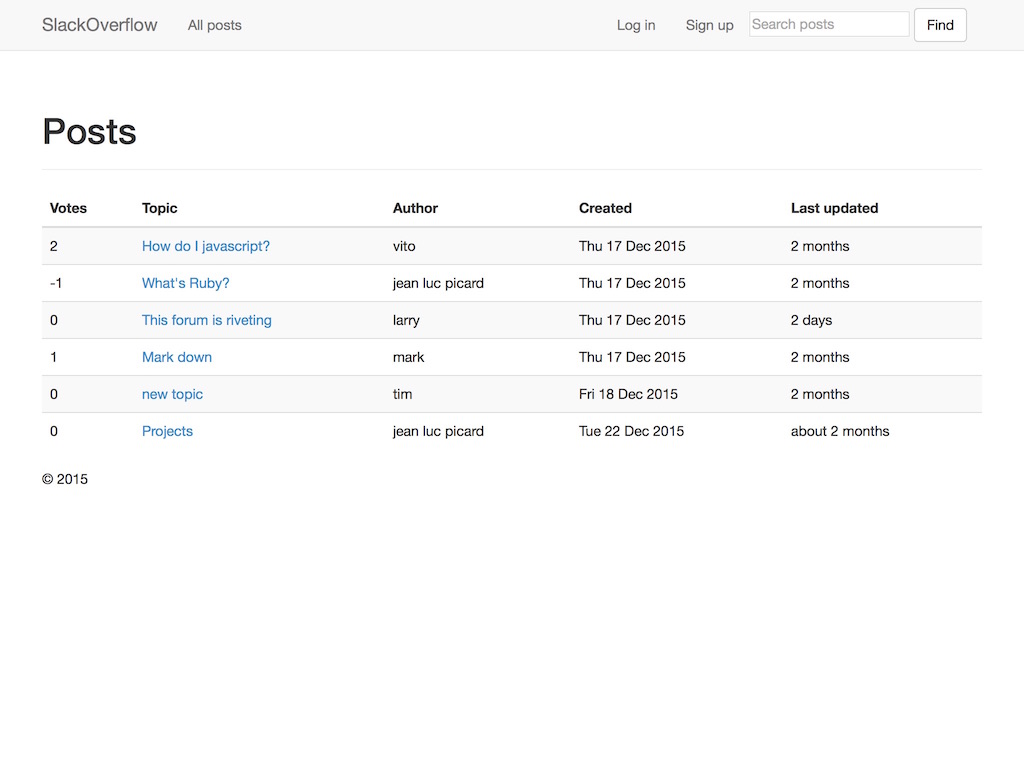 SlackOverflow All posts Log in Sign up Search posts Find
Posts
Votes Topic Author Created Last updated
2 How do I javascript? vito Thu 17 Dec 2015 2 months
-1 What's Ruby? jean luc picard Thu 17 Dec 2015 2 months
0 This forum is riveting larry Thu 17 Dec 2015 2 days
1 Mark down mark Thu 17 Dec 2015 2 months
0 new topic tim Fri 18 Dec 2015 2 months
0 Projects jean luc picard Tue 22 Dec 2015 about 2 months
© 2015